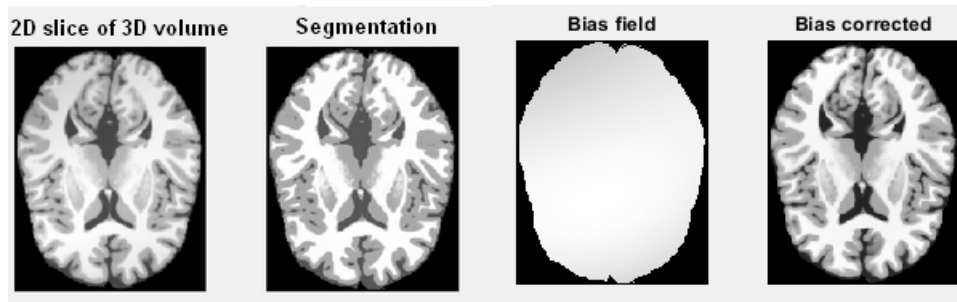 2D slice of 3D volume
Segmentation
Bias field
Bias corrected